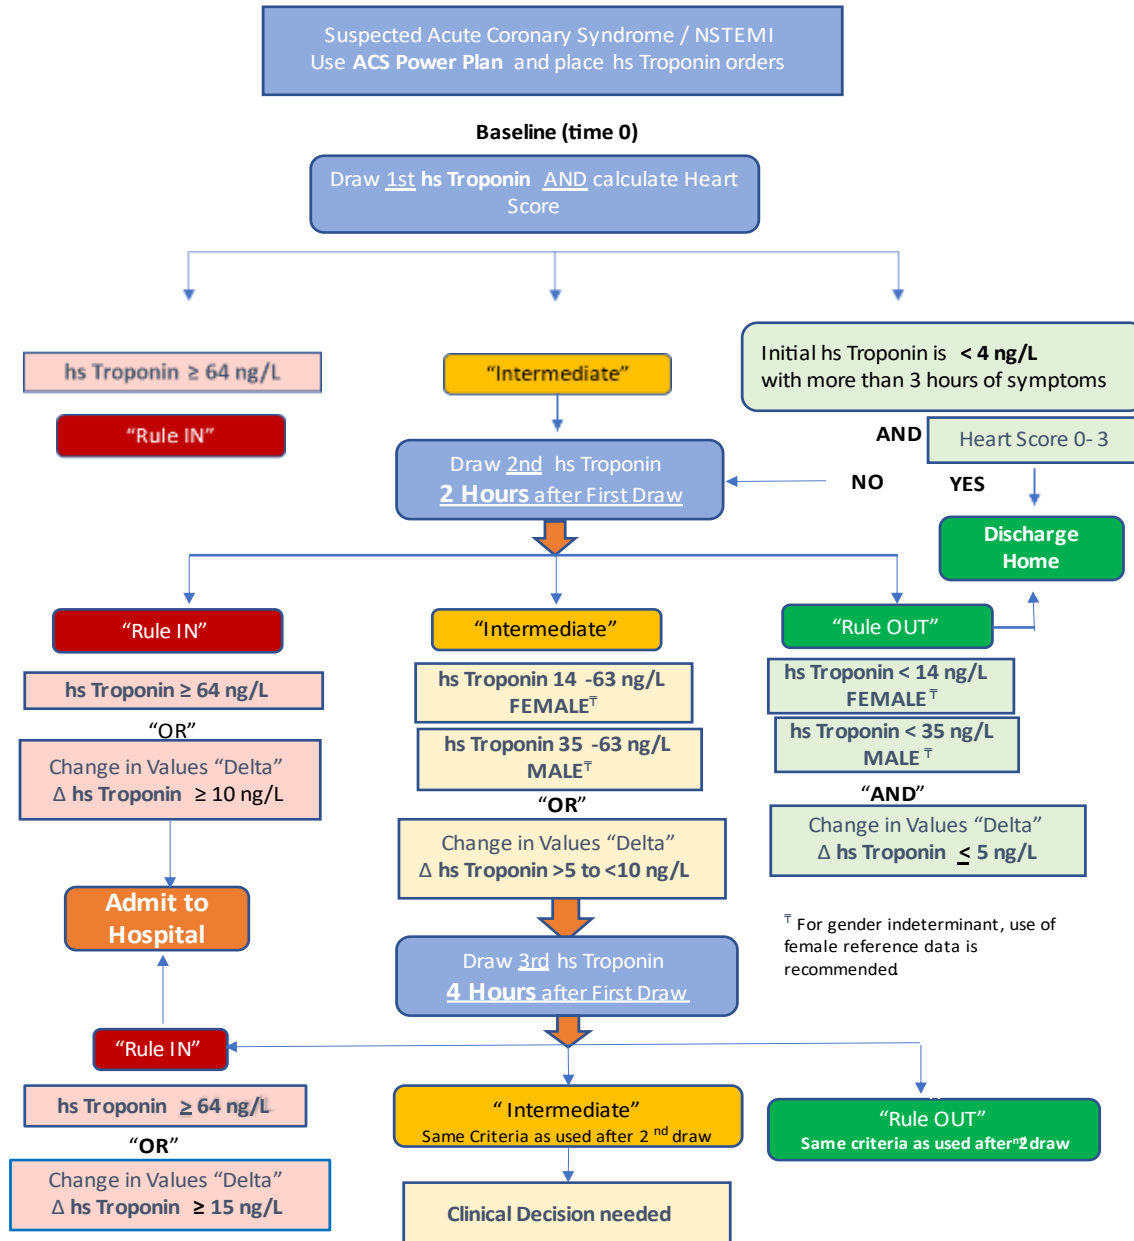 Suspected Acute Coronary Syndrome / NSTEMI
Use ACS Power Plan and place hs Troponin orders
Baseline (time 0)
Draw 1st hs Troponin AND calculate Heart
Score
hs Troponin ≥ 64 ng/L
"Rule IN"
"Intermediate"
Initial hs Troponin is < 4 ng/L
with more than 3 hours of symptoms
AND
Heart Score 0- 3
Draw 2nd hs Troponin
2 Hours after First Draw
NO
YES
Discharge
Home
"Rule IN"
hs Troponin ≥ 64 ng/L
"OR"
Change in Values "Delta"
Δ hs Troponin ≥ 10 ng/L
Admit to
Hospital
"Intermediate"
hs Troponin 14 -63 ng/L
FEMALE₸
hs Troponin 35 -63 ng/L
MALE₸
"OR"
Change in Values "Delta"
Δ hs Troponin >5 to <10 ng/L
"Rule OUT"
hs Troponin < 14 ng/L
FEMALE₸
hs Troponin < 35 ng/L
MALE ₸
"AND"
Change in Values "Delta"
Δ hs Troponin ≤ 5 ng/L
₸ For gender indeterminant, use of
female reference data is
recommended
Draw 3rd hs Troponin
4 Hours after First Draw
"Rule IN"
hs Troponin ≥ 64 ng/L
"OR"
Change in Values "Delta"
Δ hs Troponin ≥ 15 ng/L
" Intermediate"
Same Criteria as used after 2 nd draw
Clinical Decision needed
"Rule OUT"
Same criteria as used after 2nd draw